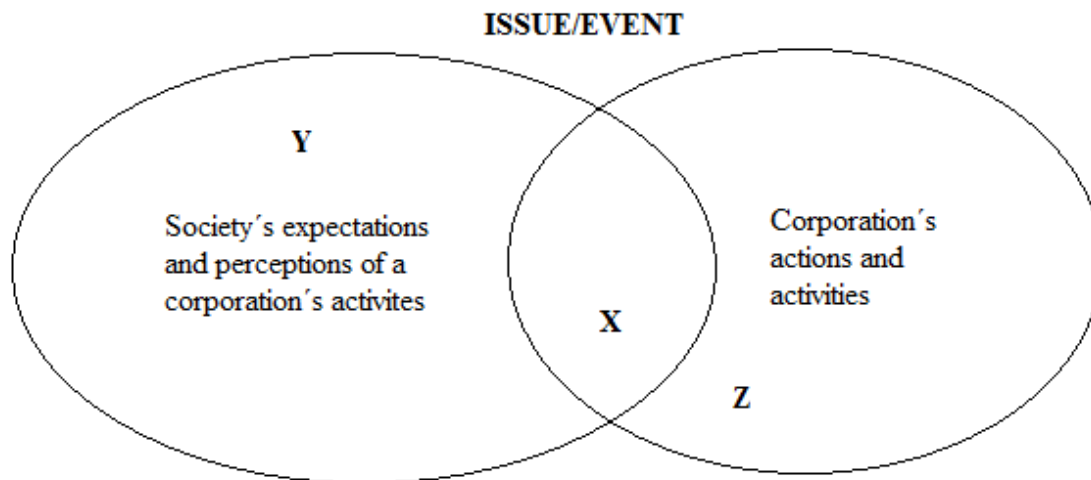 ISSUE/EVENT
Y
Society´s expectations
and perceptions of a
corporation´s activites
Corporation´s
actions and
activities
X
Z